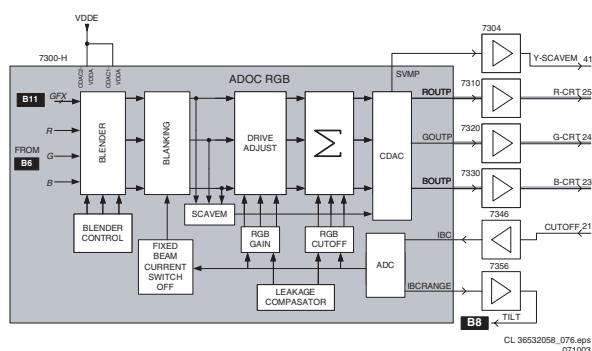 VDDE
7300-H
CDAC2-
VDDA
CDAC1-
VDDA
ADOC RGB
B11 GFX
R
FROM
B6
G
B
BLENDER
BLANKING
DRIVE
ADJUST
Σ
CDAC
SVMP
ROUTP
GOUTP
BOUTP
7304
Y-SCAVEM 41
7310
R-CRT 25
7320
G-CRT 24
7330
B-CRT 23
7346
CUTOFF 21
IBC
7356
IBCRANGE
TILT
B8
SCAVEM
BLENDER
CONTROL
FIXED
BEAM
CURRENT
SWITCH
OFF
RGB
GAIN
RGB
CUTOFF
ADC
LEAKAGE
COMPASATOR
CL 36532058_076.eps
071003